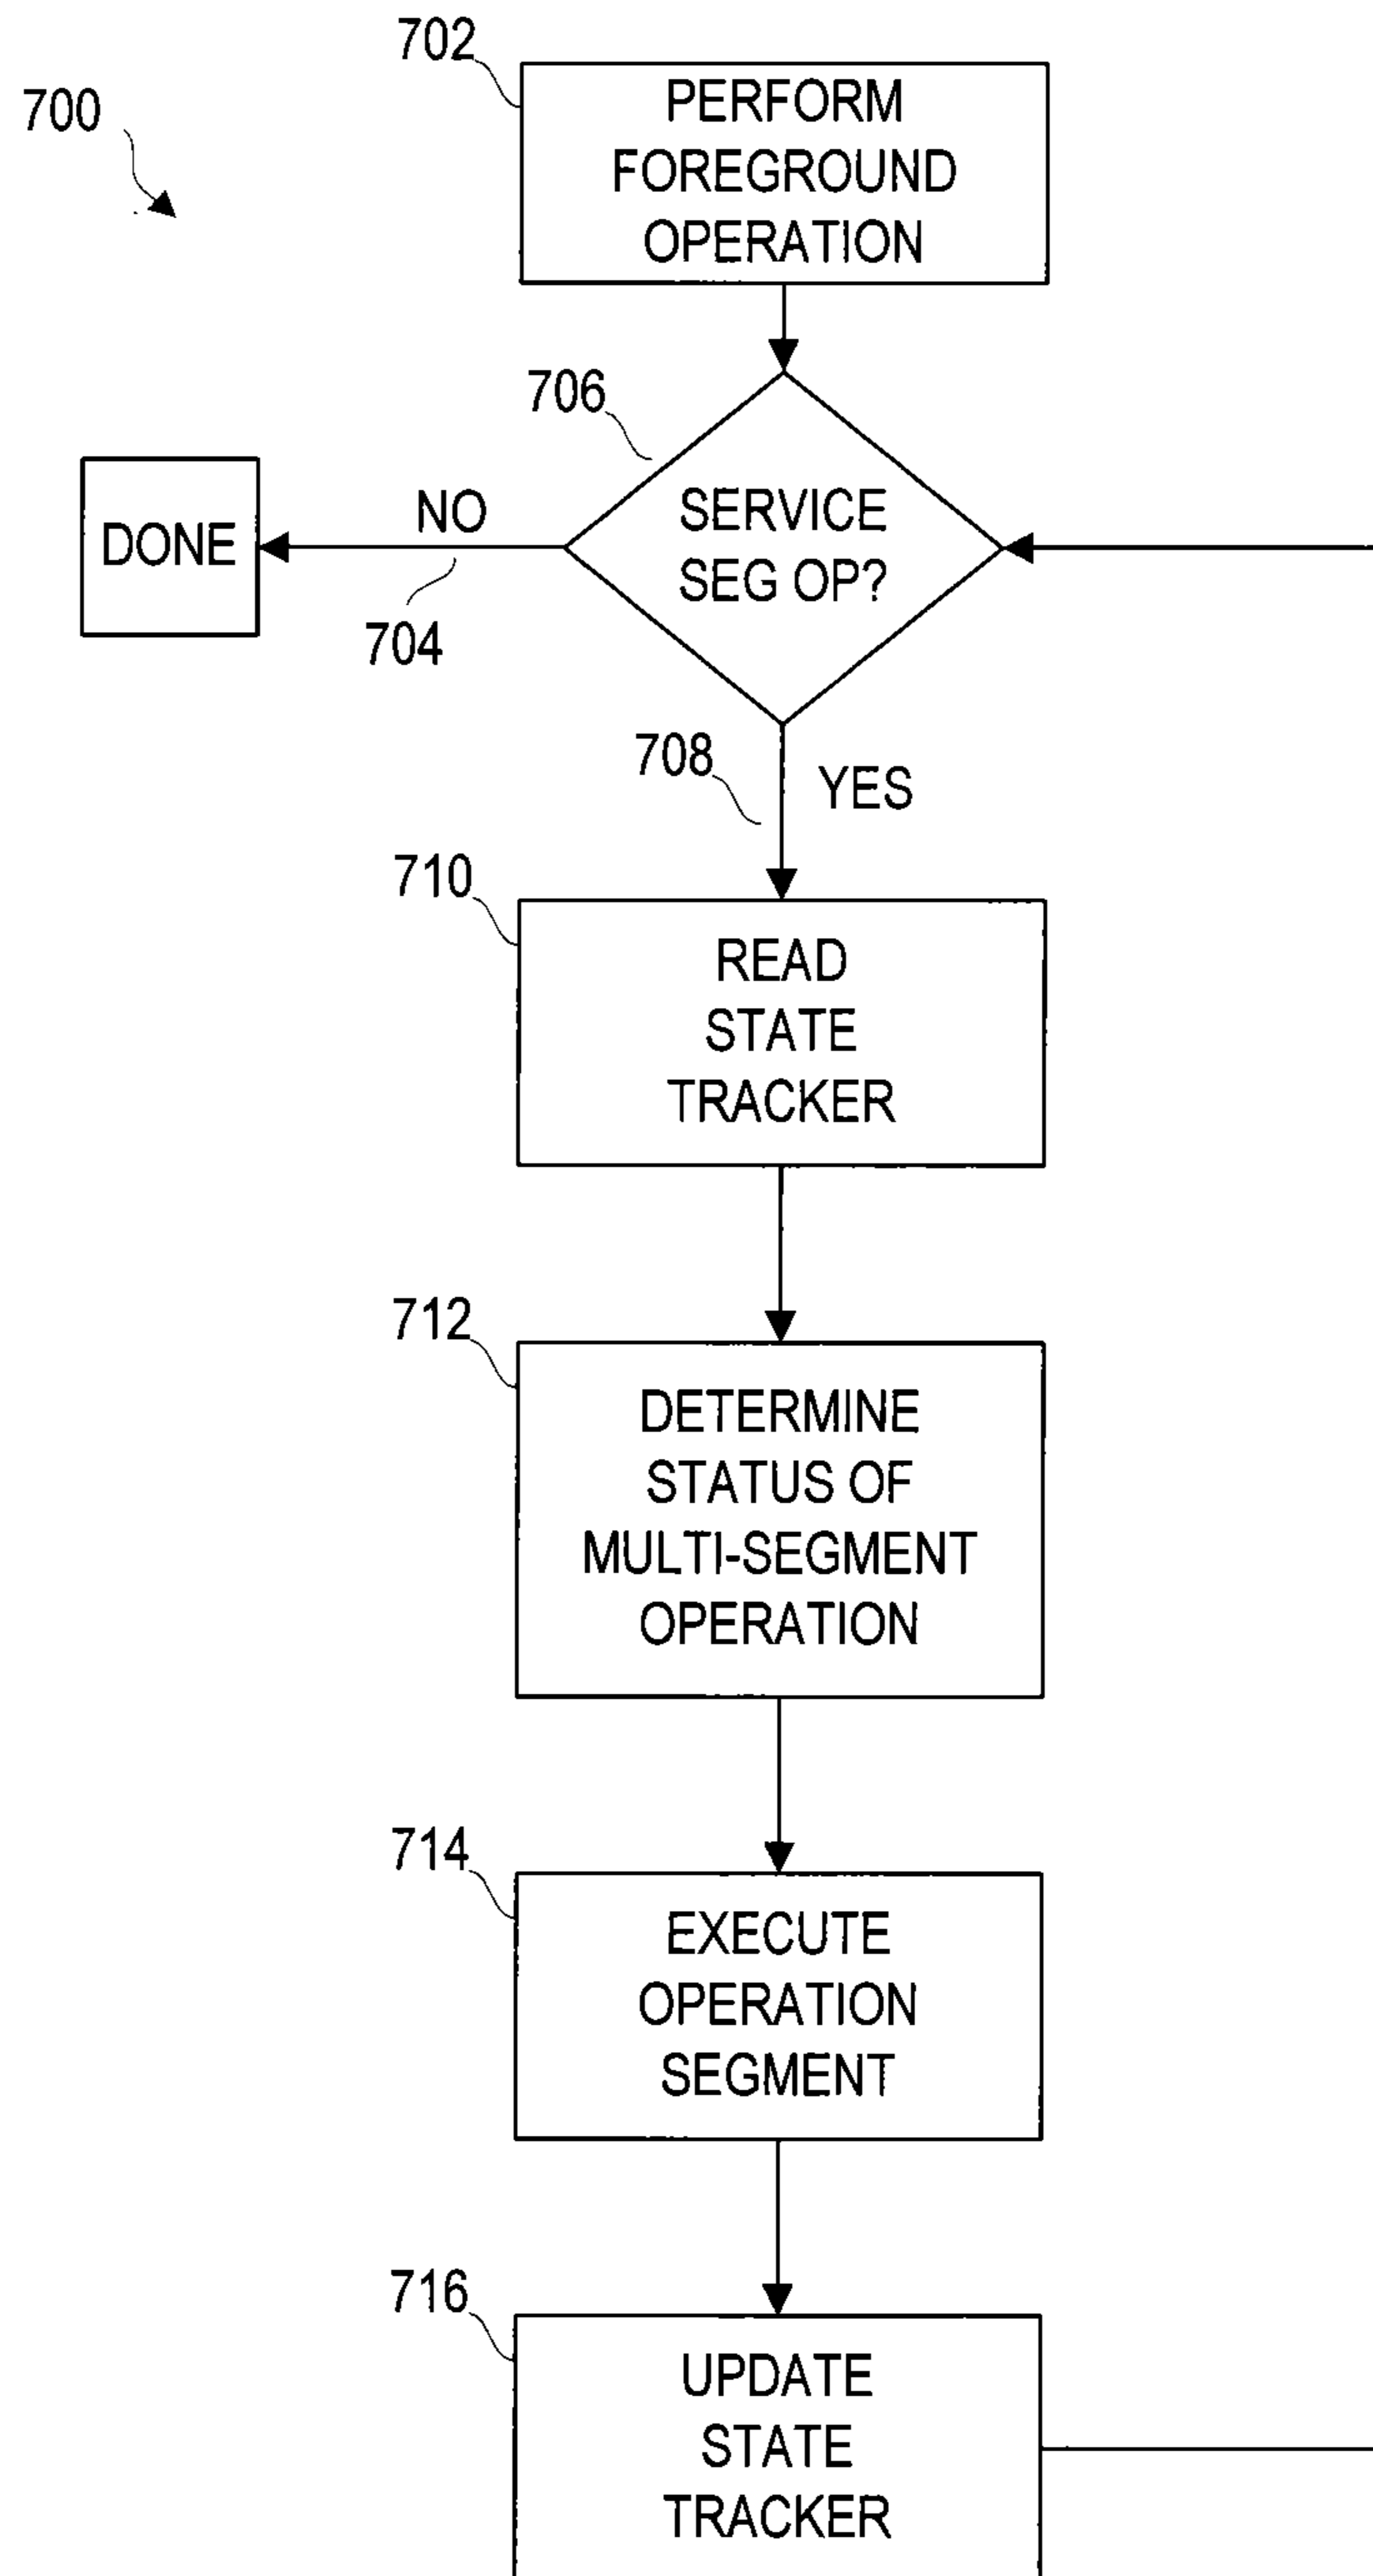 702
PERFORM
FOREGROUND
OPERATION
700
706
SERVICE
SEG OP?
NO
DONE
704
708
YES
710
READ
STATE
TRACKER
712
DETERMINE
STATUS OF
MULTI-SEGMENT
OPERATION
714
EXECUTE
OPERATION
SEGMENT
716
UPDATE
STATE
TRACKER